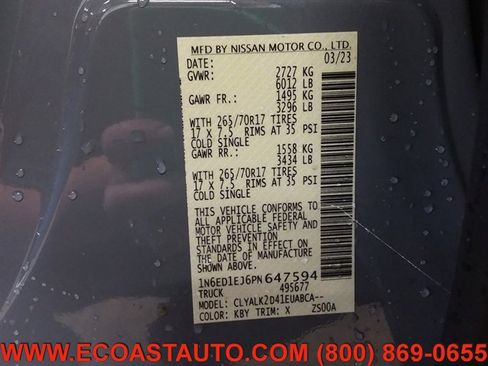 MFD BY NISSAN MOTOR CO., LTD.
DATE: 03/23
GVWR: 2727 KG
6012 LB
GAWR FR.: 1495 KG
3296 LB
WITH 265/70R17 TIRES
17 X 7.5 RIMS AT 35 PSI
COLD SINGLE
GAWR RR.: 1558 KG
3434 LB
WITH 265/70R17 TIRES
17 X 7.5 RIMS AT 35 PSI
COLD SINGLE
THIS VEHICLE CONFORMS TO
ALL APPLICABLE FEDERAL
MOTOR VEHICLE SAFETY AND
THEFT PREVENTION
STANDARDS IN EFFECT ON
THE DATE OF MANUFACTURE
SHOWN ABOVE.
1N6ED1EJ6PN647594
TRUCK 495677
MODEL: CLYALK2D41EUABCA--
COLOR: KBY TRIM: X ZS00A
WWW.ECOASTAUTO.COM (800) 869-0655